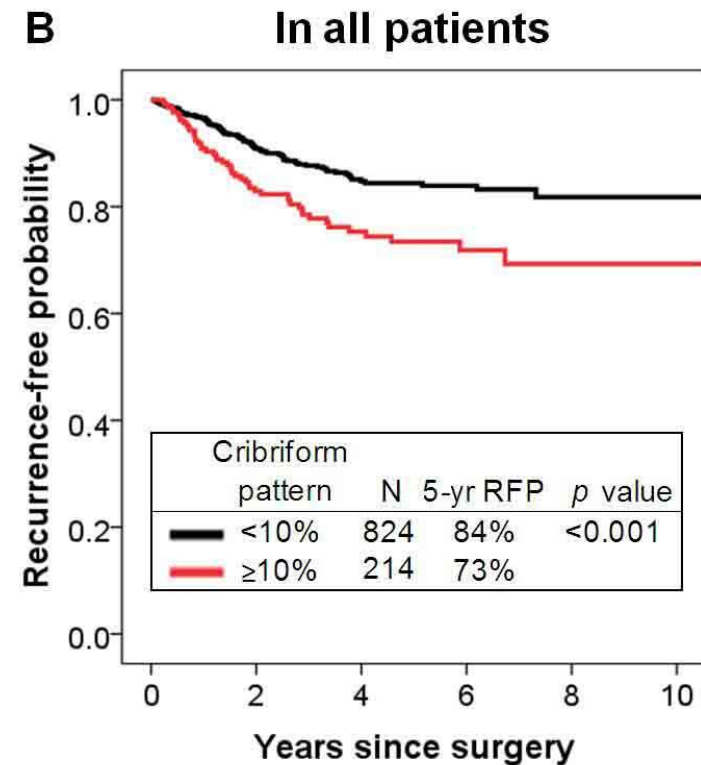 B In all patients
Recurrence-free probability
1.0
0.8
0.6
0.4
0.2
0.0
Cribriform
pattern N 5-yr RFP p value
<10% 824 84% <0.001
≥10% 214 73%
0 2 4 6 8 10
Years since surgery